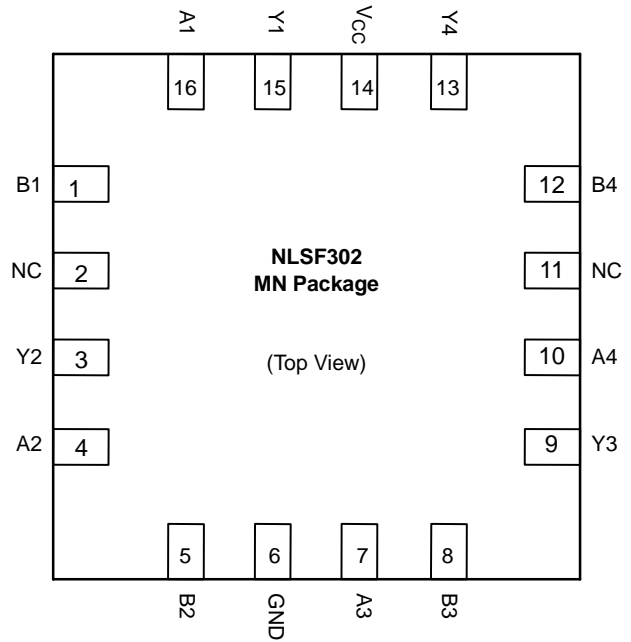 A1 Y1 VCC Y4
16 15 14 13
B1 1 12 B4
NLSF302
MN Package
NC 2 11 NC
Y2 3 (Top View) 10 A4
A2 4 9 Y3
5 6 7 8
B2 GND A3 B3